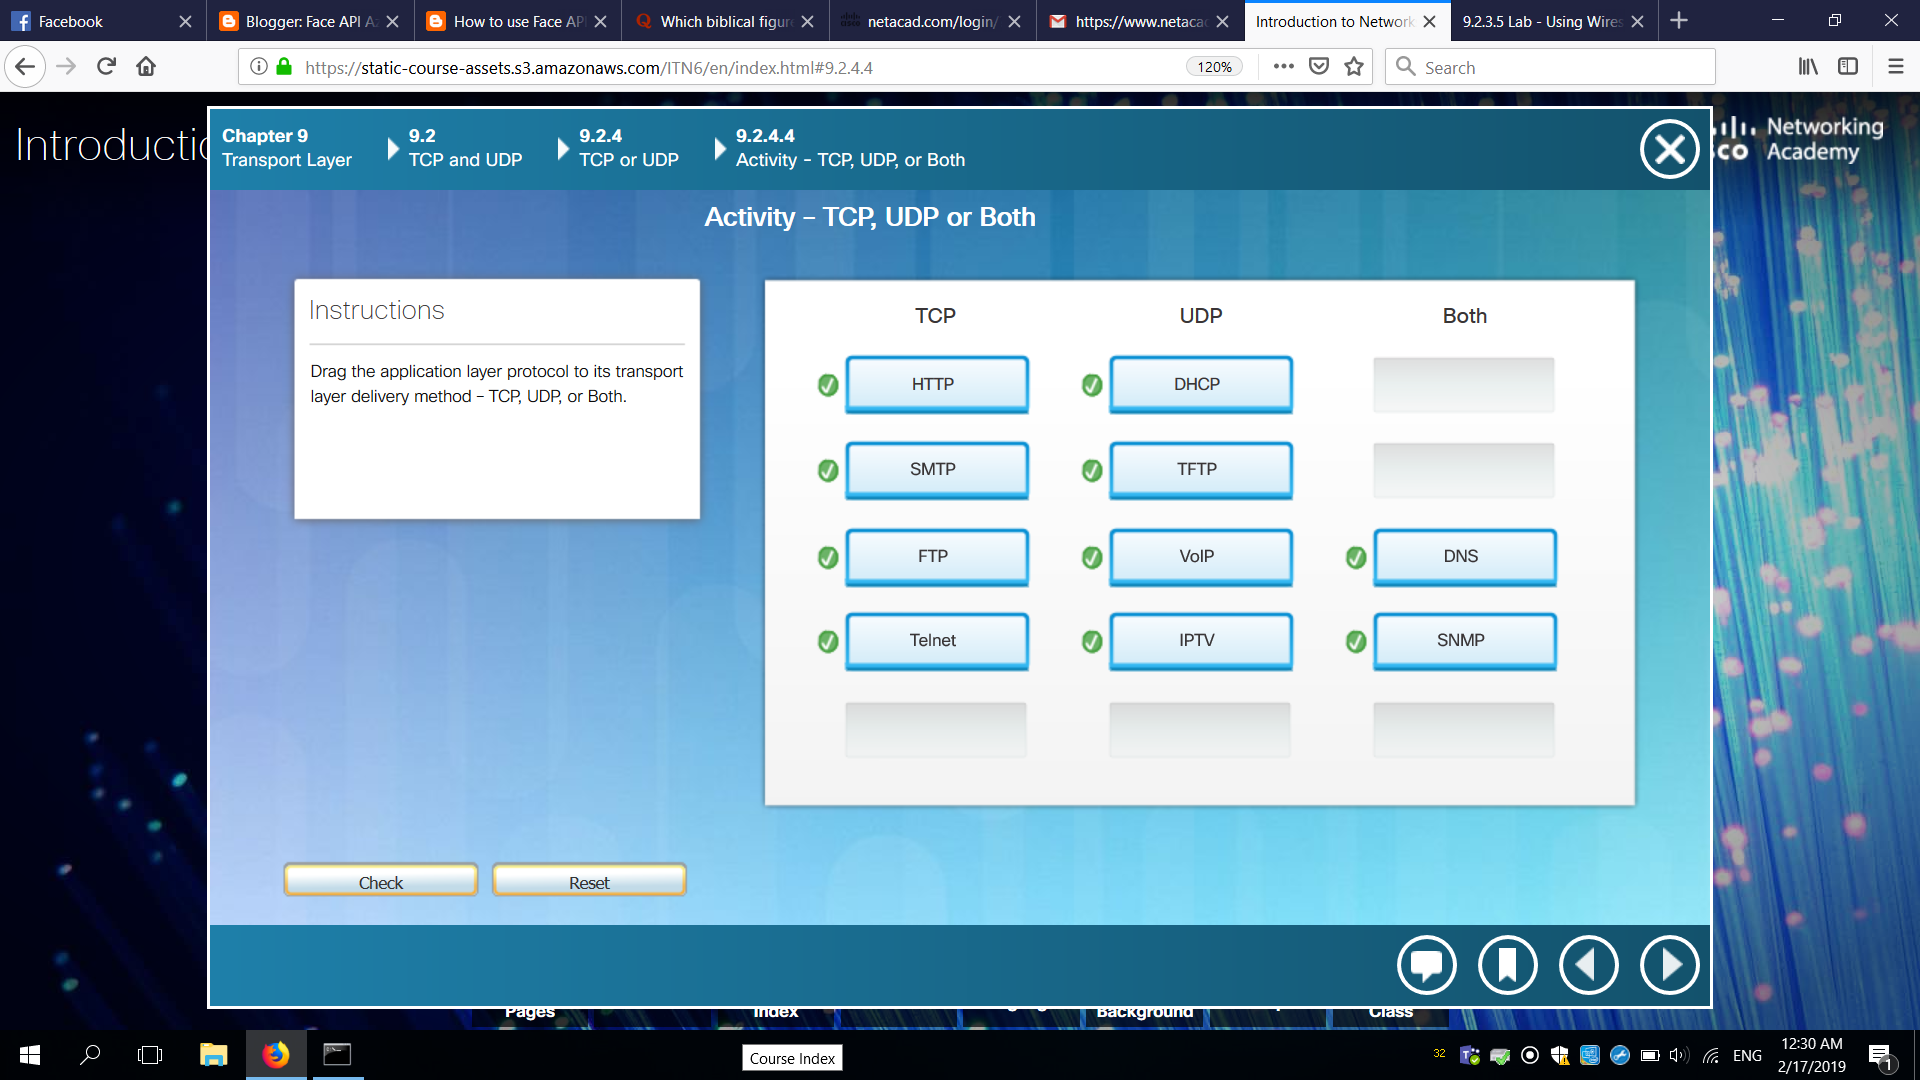 Facebook
Blogger: Face API A
How to use Face AP
Which biblical figur
netacad.com/login/
https://www.netaca
Introduction to Network
9.2.3.5 Lab - Using Wires
https://static-course-assets.s3.amazonaws.com/ITN6/en/index.html#9.2.4.4
120%
Search
Introductio
Chapter 9
Transport Layer
9.2
TCP and UDP
9.2.4
TCP or UDP
9.2.4.4
Activity – TCP, UDP, or Both
Networking
CO Academy
Activity – TCP, UDP or Both
Instructions
Drag the application layer protocol to its transport
layer delivery method – TCP, UDP, or Both.
TCP UDP Both
HTTP DHCP
SMTP TFTP
FTP VoIP DNS
Telnet IPTV SNMP
Check Reset
Pages Index Background Class
Course Index
32
ENG
12:30 AM
2/17/2019
1